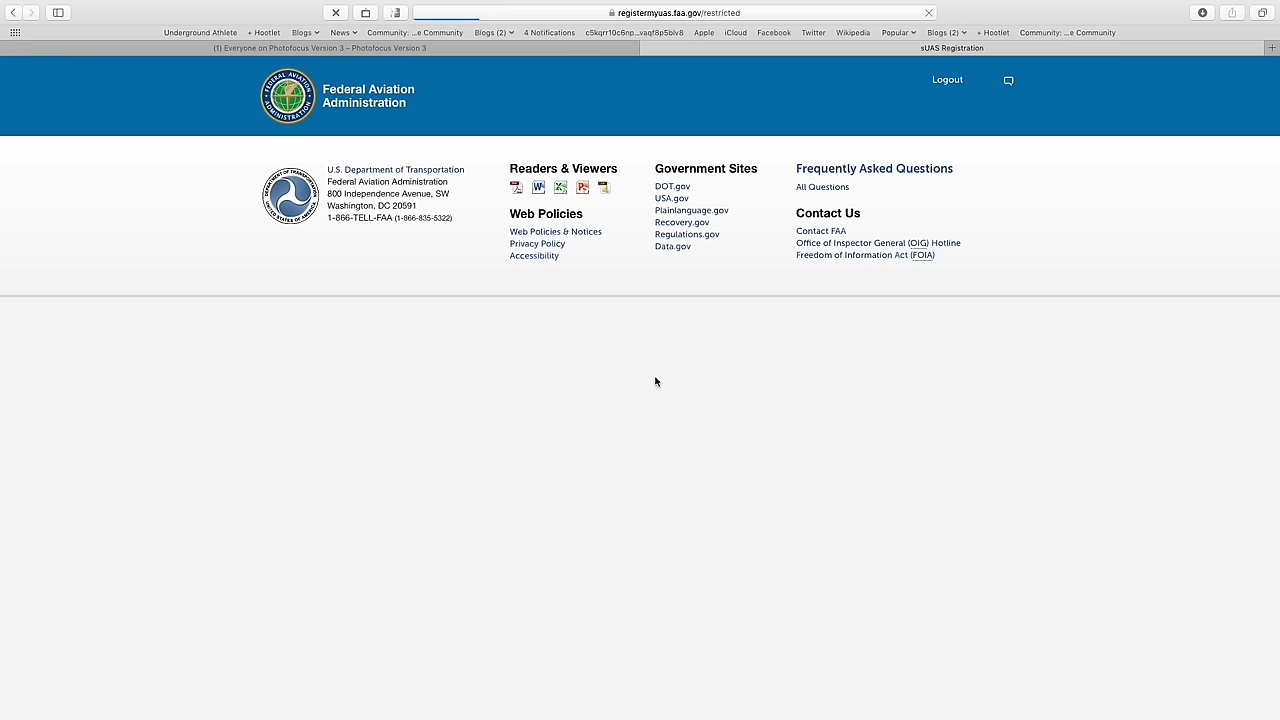 registermyuas.faa.gov/restricted
Underground Athlete
+ Hootlet
Blogs
News
Community: ...e Community
Blogs (2)
4 Notifications
c5kqrr10c6np...vaqf8p5blv8
Apple
iCloud
Facebook
Twitter
Wikipedia
Popular
Blogs (2)
+ Hootlet
Community: ...e Community
(1) Everyone on Photofocus Version 3 – Photofocus Version 3
sUAS Registration
Federal Aviation
Administration
Logout
U.S. Department of Transportation
Federal Aviation Administration
800 Independence Avenue, SW
Washington, DC 20591
1-866-TELL-FAA (1-866-835-5322)
Readers & Viewers
Web Policies
Web Policies & Notices
Privacy Policy
Accessibility
Government Sites
DOT.gov
USA.gov
Plainlanguage.gov
Recovery.gov
Regulations.gov
Data.gov
Frequently Asked Questions
All Questions
Contact Us
Contact FAA
Office of Inspector General (OIG) Hotline
Freedom of Information Act (FOIA)